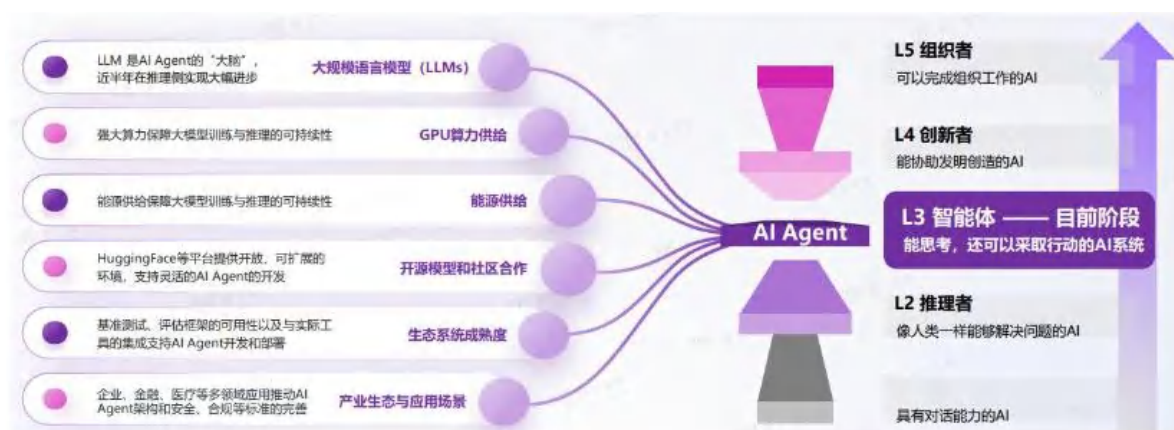 LLM 是AI Agent的“大脑”，
近半年在推理侧实现大幅进步
大规模语言模型（LLMs）
强大算力保障大模型训练与推理的可持续性
GPU算力供给
能源供给保障大模型训练与推理的可持续性
能源供给
HuggingFace等平台提供开放、可扩展的
环境，支持灵活的AI Agent的开发
开源模型和社区合作
基准测试、评估框架的可用性以及与实际工
具的集成支持AI Agent开发和部署
生态系统成熟度
企业、金融、医疗等多领域应用推动AI
Agent架构和安全、合规等标准的完善
产业生态与应用场景
AI Agent
L5 组织者
可以完成组织工作的AI
L4 创新者
能协助发明创造的AI
L3 智能体 —— 目前阶段
能思考，还可以采取行动的AI系统
L2 推理者
像人类一样能够解决问题的AI
具有对话能力的AI